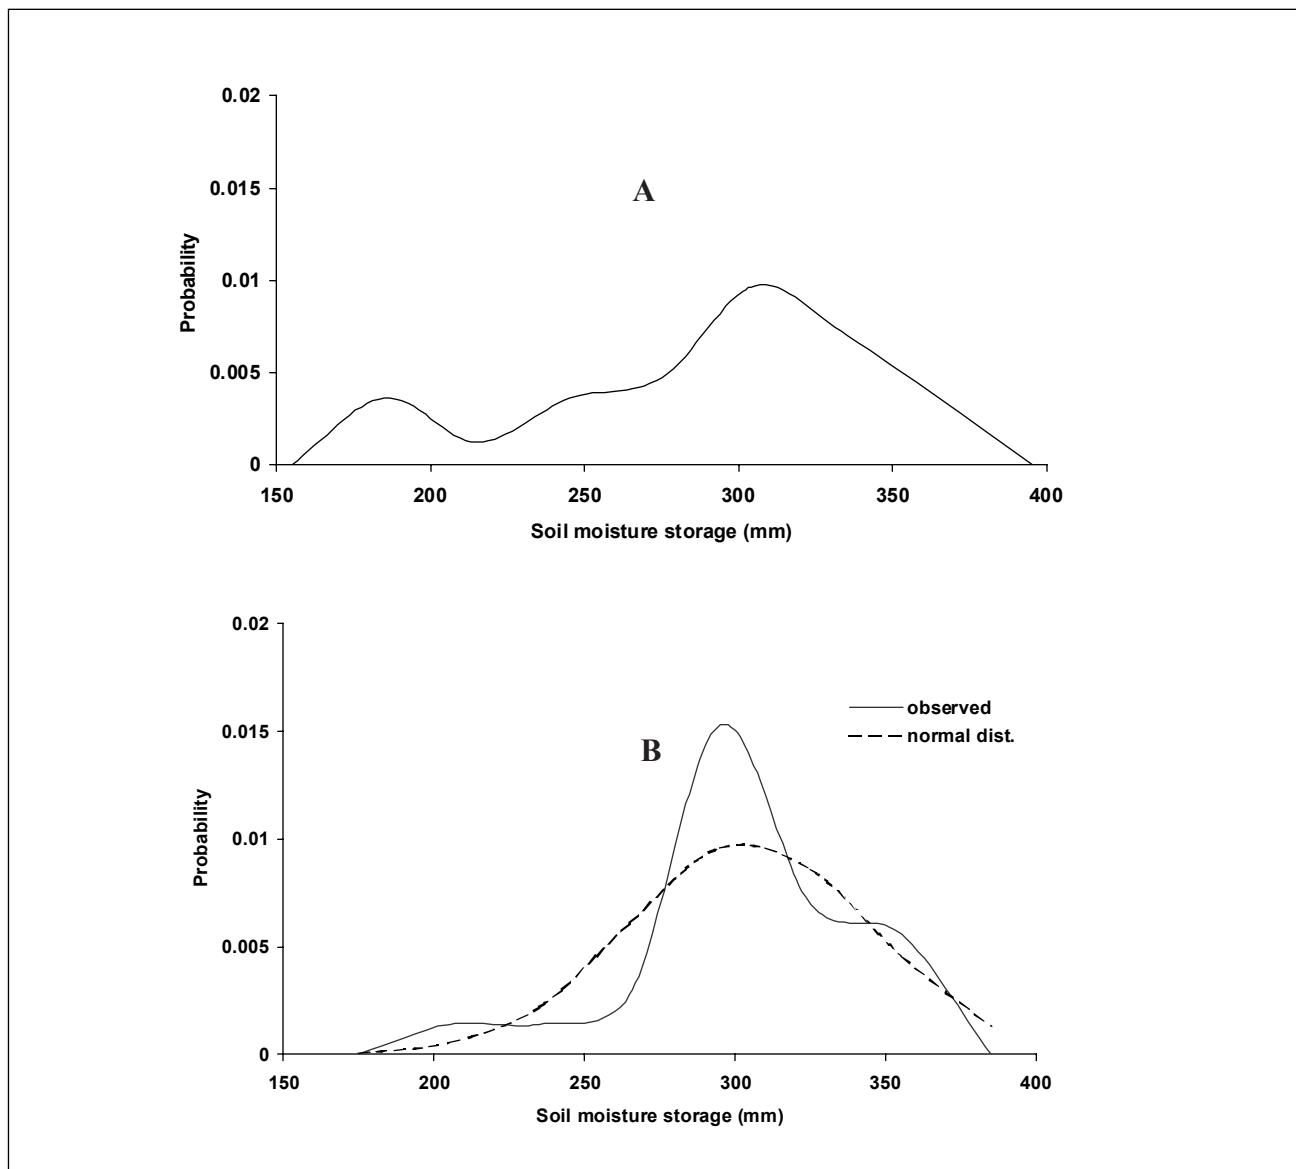 0.02
0.015
A
0.01
0.005
0
150 200 250 300 350 400
Probability
Soil moisture storage (mm)
0.02
0.015
B
0.01
0.005
0
150 200 250 300 350 400
Probability
Soil moisture storage (mm)
observed
normal dist.